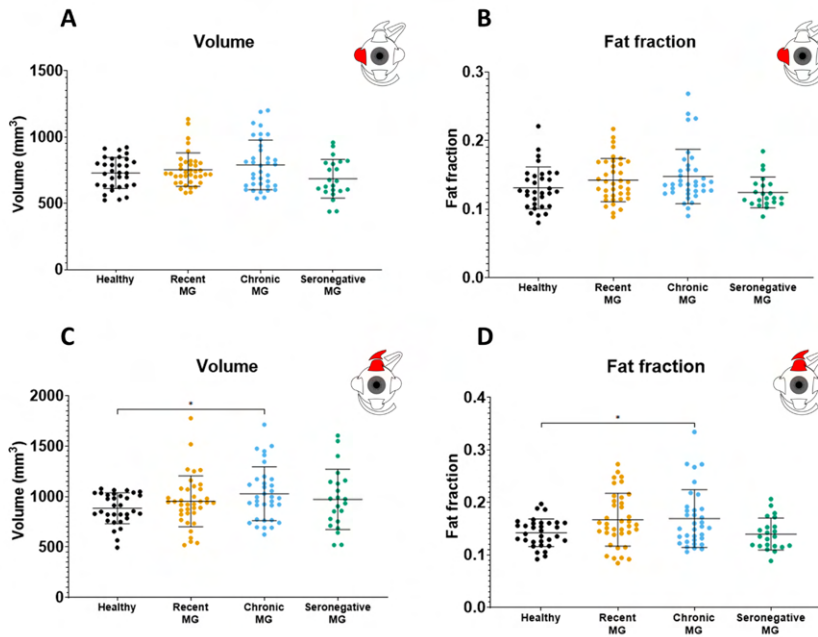 A
Volume
Volume (mm³)
1500
1000
500
0
Healthy
Recent MG
Chronic MG
Seronegative MG
B
Fat fraction
Fat fraction
0.3
0.2
0.1
0.0
Healthy
Recent MG
Chronic MG
Seronegative MG
C
Volume
Volume (mm³)
2000
1500
1000
500
0
*
Healthy
Recent MG
Chronic MG
Seronegative MG
D
Fat fraction
Fat fraction
0.4
0.3
0.2
0.1
0.0
*
Healthy
Recent MG
Chronic MG
Seronegative MG